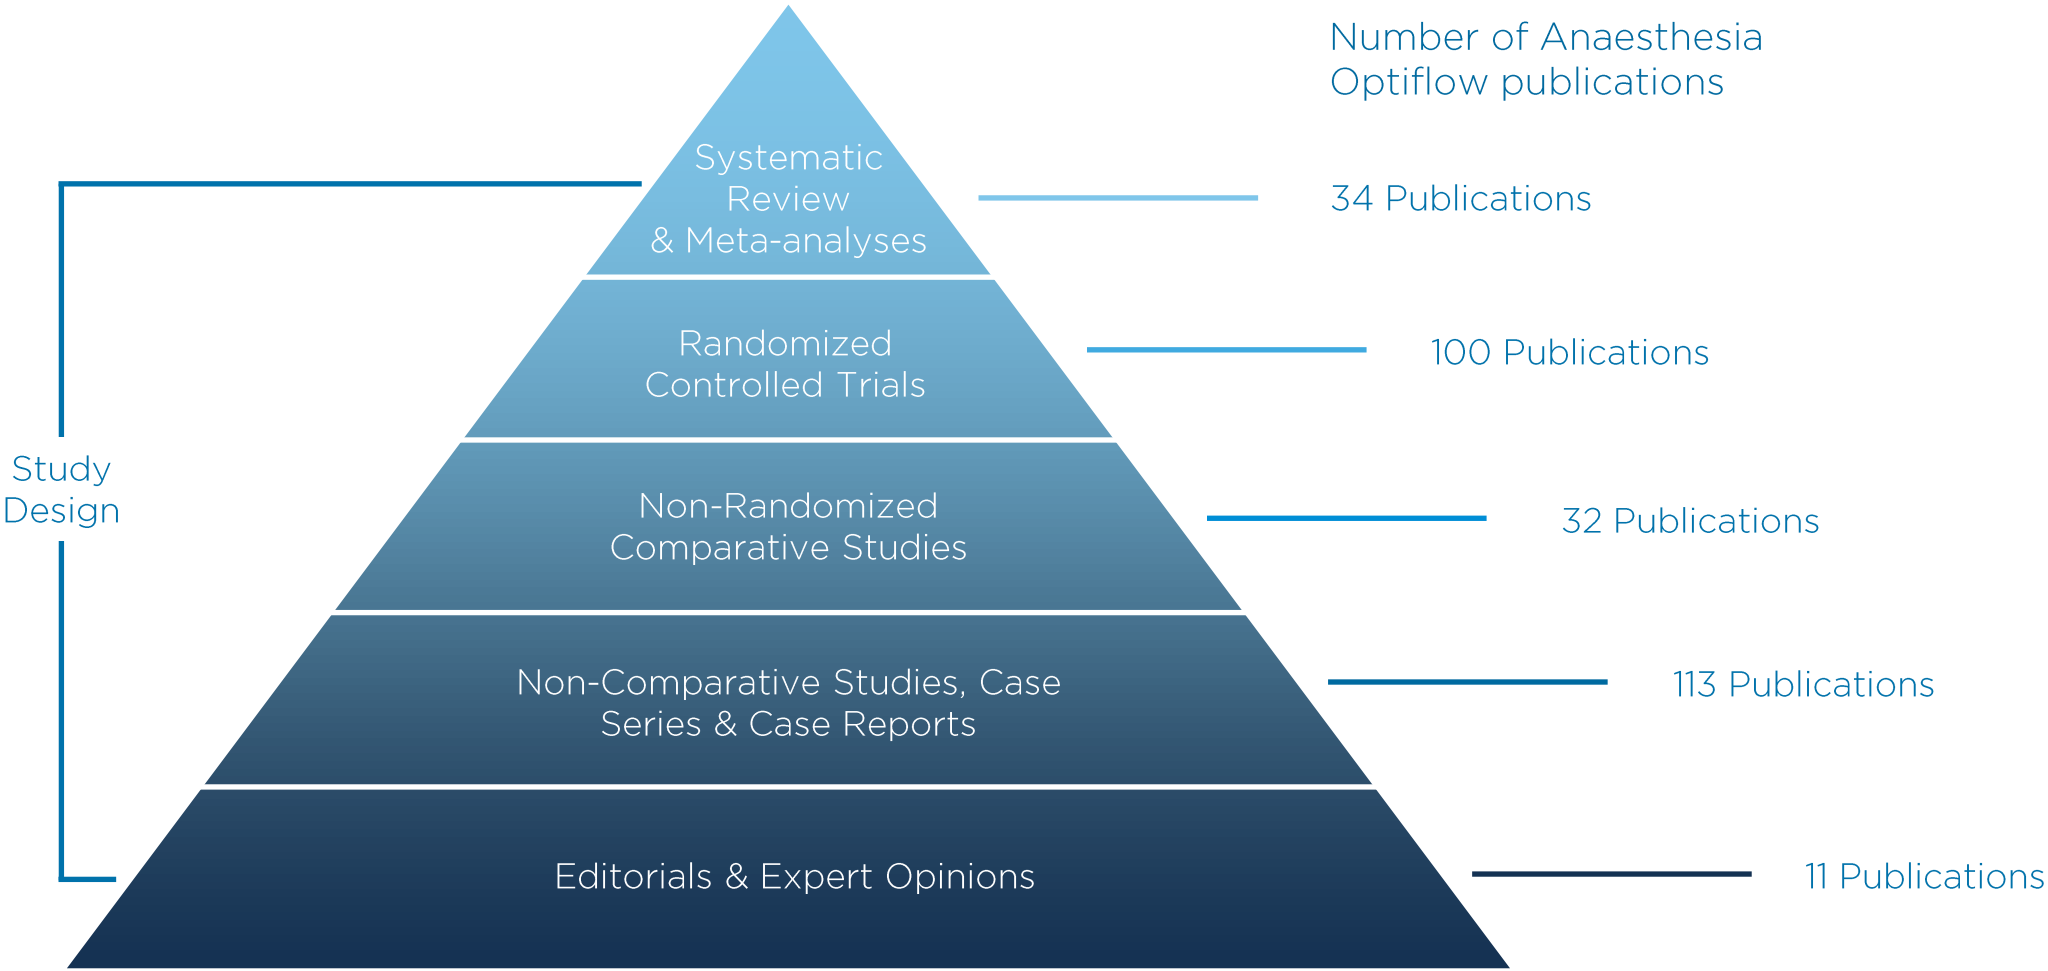 Number of Anaesthesia
Optiflow publications
Systematic
Review
& Meta-analyses
34 Publications
Randomized
Controlled Trials
100 Publications
Study
Design
Non-Randomized
Comparative Studies
32 Publications
Non-Comparative Studies, Case
Series & Case Reports
113 Publications
Editorials & Expert Opinions
11 Publications